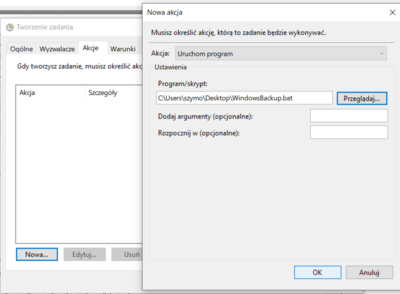 Tworzenie zadania
Ogólne Wyzwalacze Akcje Warunki
Gdy tworzysz zadanie, musisz określić akcj
Akcja Szczegóły
Nowa... Edytuj... Usuń
Nowa akcja
Musisz określić akcję, którą to zadanie będzie wykonywać.
Akcja: Uruchom program
Ustawienia
Program/skrypt:
C:\Users\szymo\Desktop\WindowsBackup.bat Przeglądaj...
Dodaj argumenty (opcjonalne):
Rozpocznij w (opcjonalne):
OK Anuluj